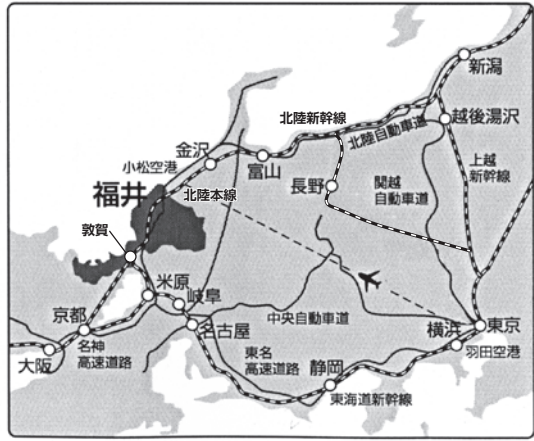 新潟
北陸新幹線
越後湯沢
北陸自動車道
金沢
小松空港
富山
上越
新幹線
長野
関越
自動車道
福井
北陸本線
敦賀
米原
岐阜
京都
中央自動車道
名古屋
横浜
東京
名神
高速道路
羽田空港
大阪
東名
高速道路
静岡
東海道新幹線